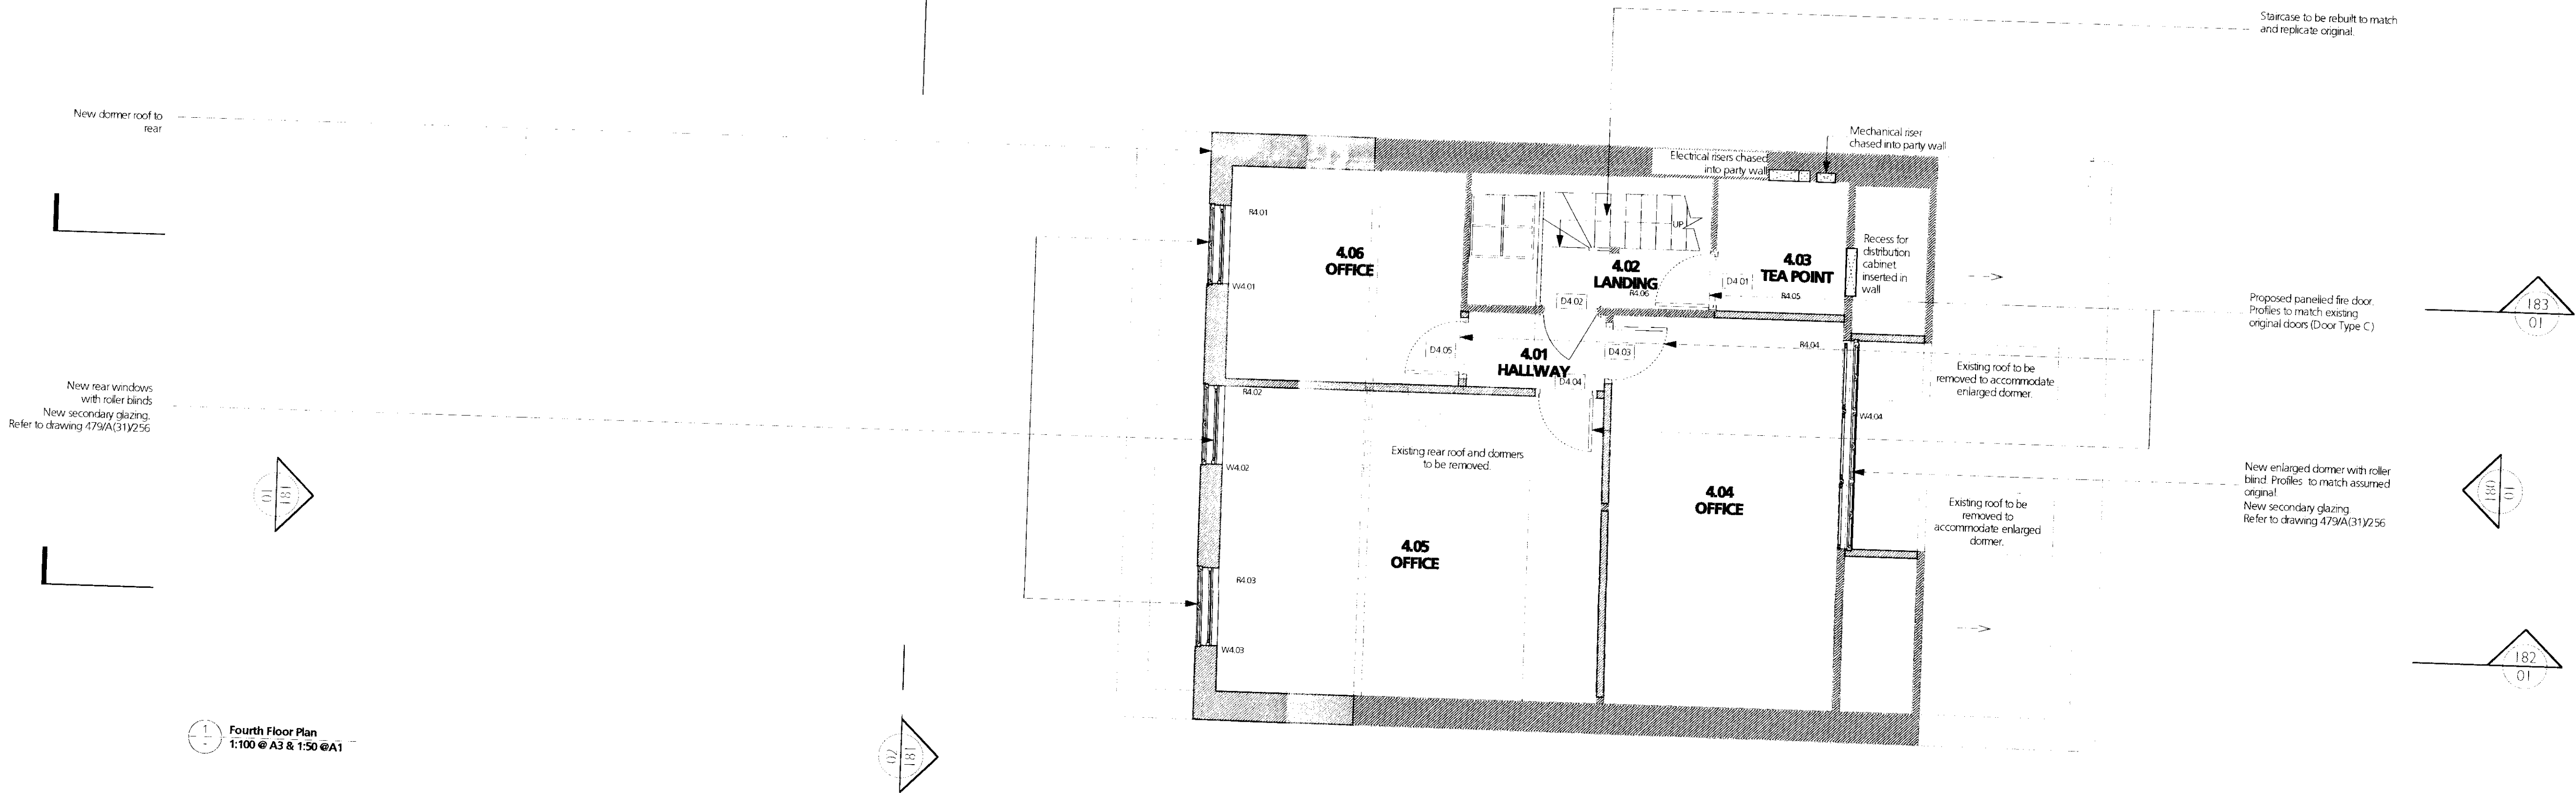 Staircase to be rebuilt to match
and replicate original.
New dormer roof to
rear
Mechanical riser
chased into party wall
Electrical risers chased
into party wall
R4.01
UP
4.06
OFFICE
4.02
LANDING
R4.06
4.03
TEA POINT
Recess for
distribution
cabinet
inserted in
wall
W4.01
D4.01
R4.05
D4.02
Proposed panelled fire door.
Profiles to match existing
original doors (Door Type C)
183
01
D4.05
4.01
HALLWAY
D4.03
R4.04
D4.04
Existing roof to be
removed to accommodate
enlarged dormer.
New rear windows
with roller blinds
New secondary glazing.
Refer to drawing 479/A(31)/256
R4.02
W4.04
Existing rear roof and dormers
to be removed.
W4.02
01
181
4.04
OFFICE
Existing roof to be
removed to
accommodate enlarged
dormer.
New enlarged dormer with roller
blind. Profiles to match assumed
original
New secondary glazing
Refer to drawing 479/A(31)/256
180
01
4.05
OFFICE
R4.03
W4.03
182
01
1
-
Fourth Floor Plan
1:100 @ A3 & 1:50 @A1
02
181